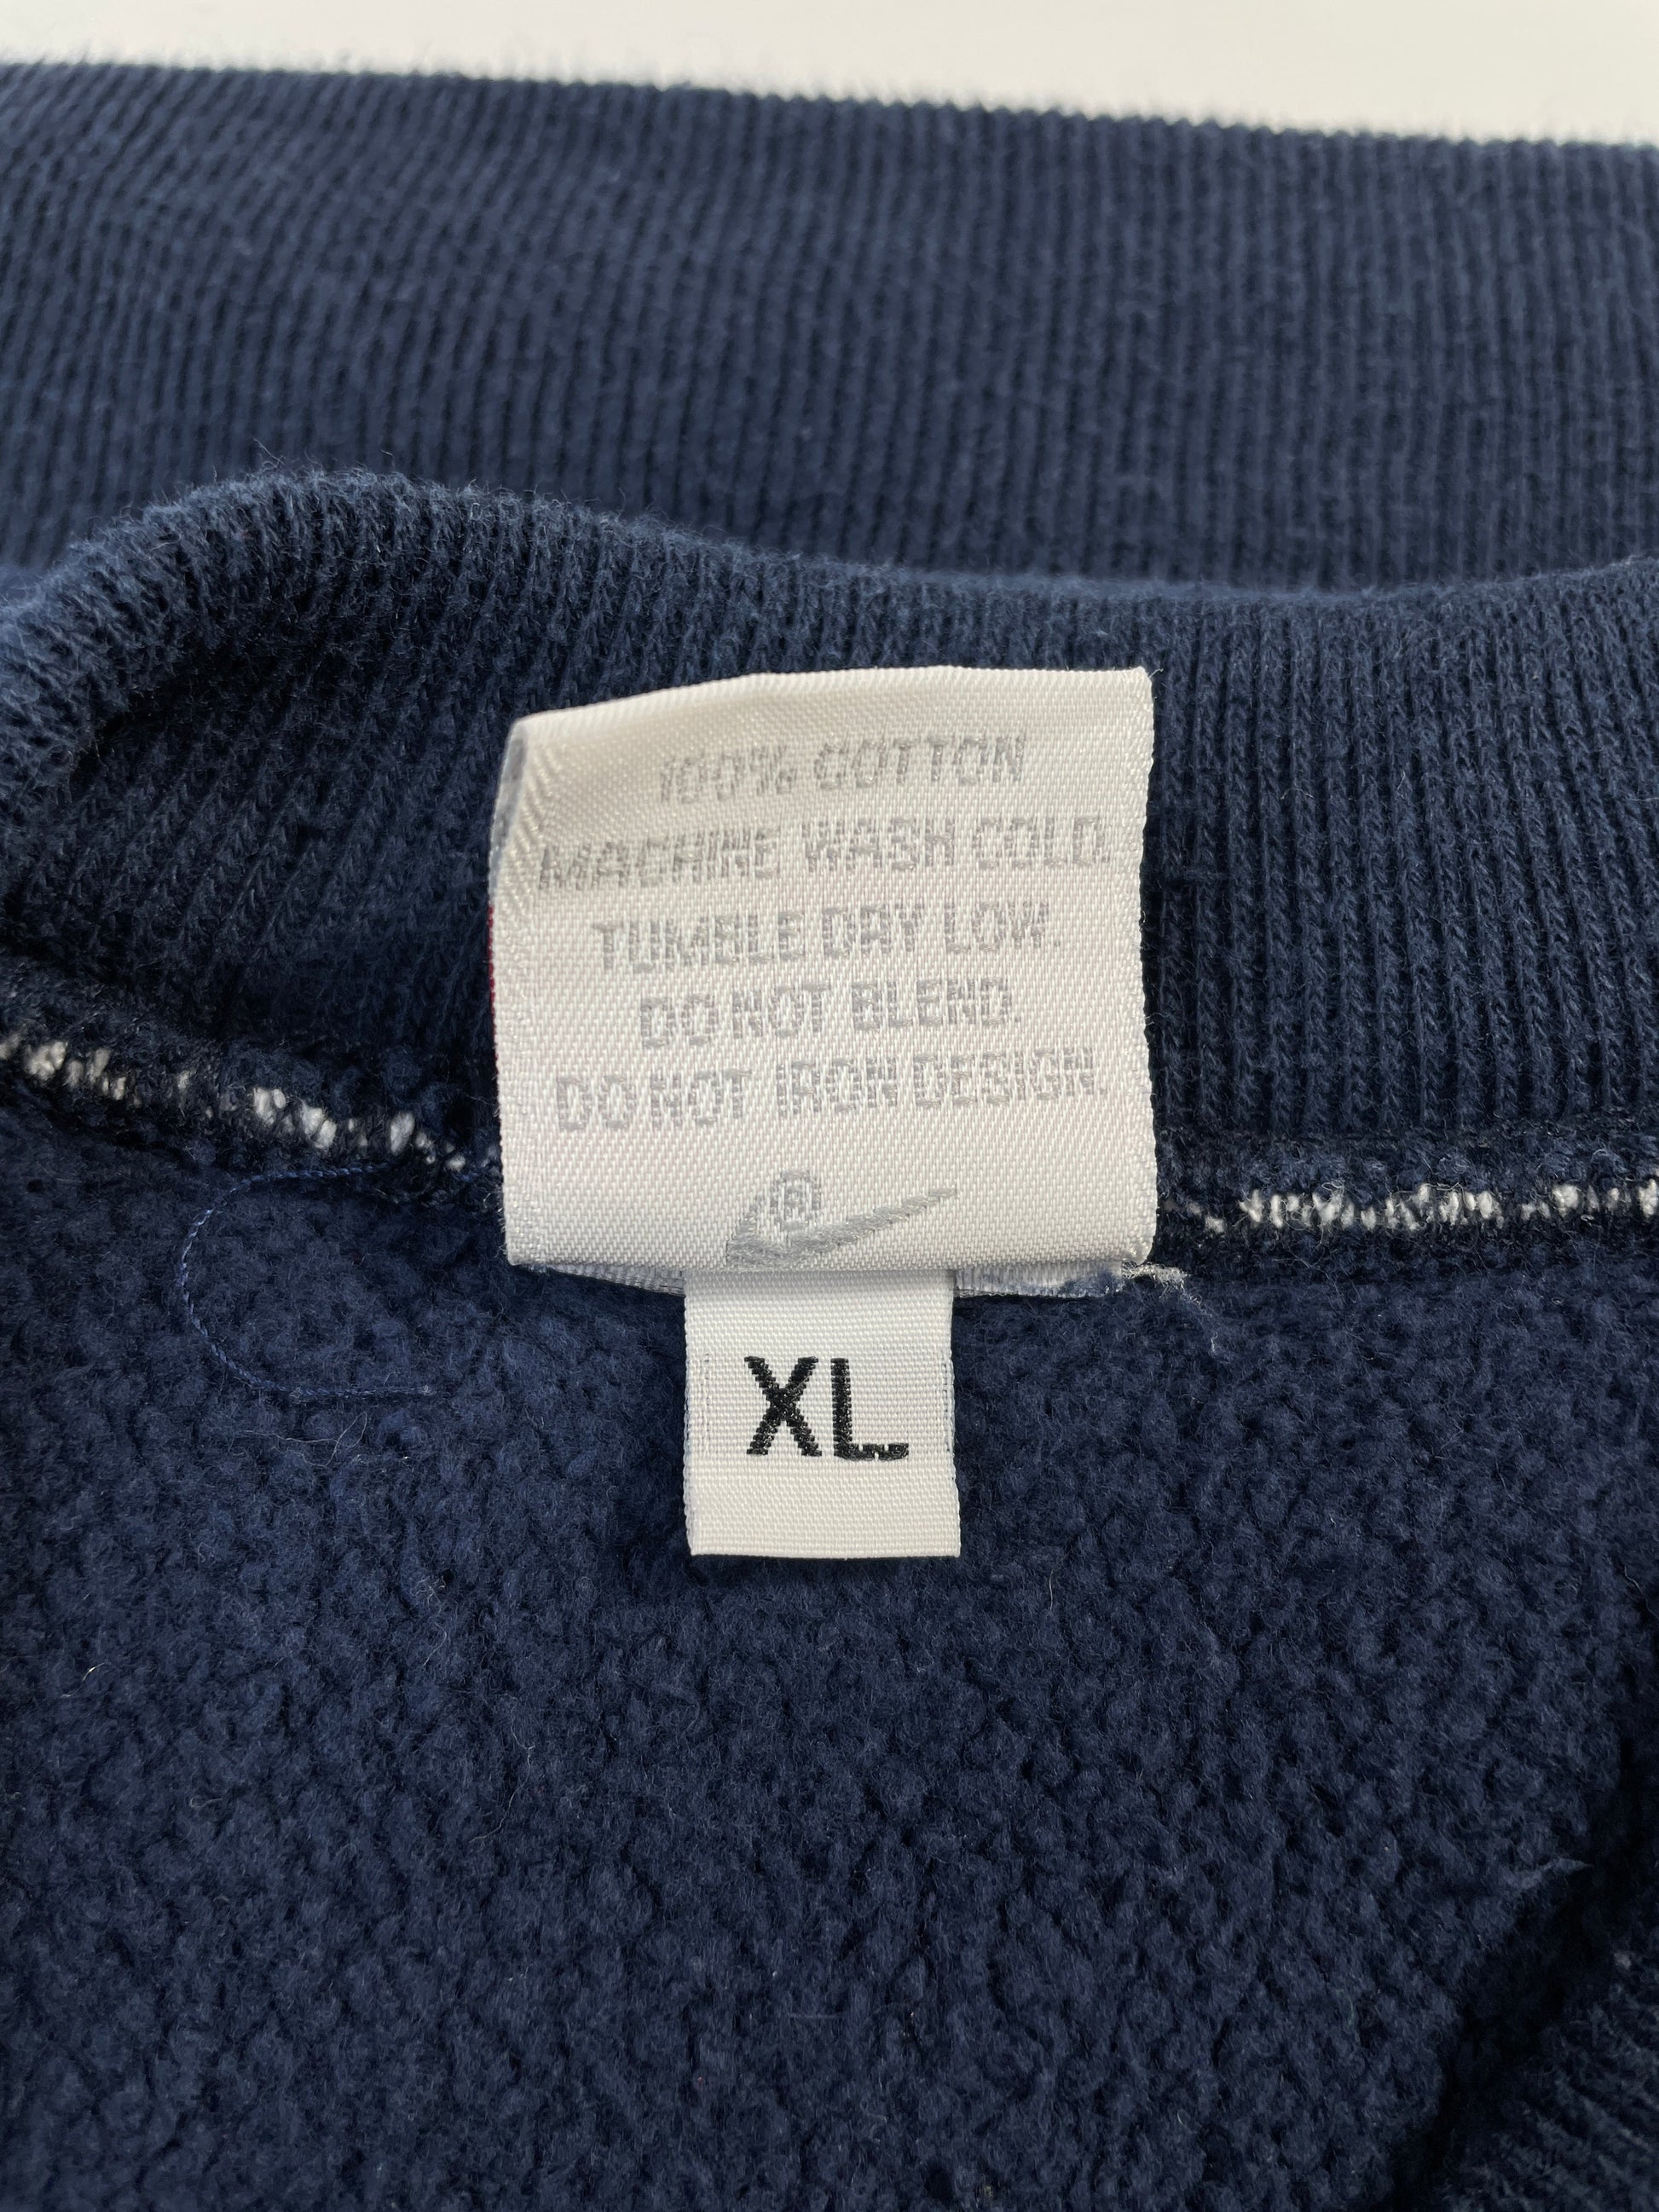 100% COTTON
MACHINE WASH COLD.
TUMBLE DRY LOW.
DO NOT BLEND.
DO NOT IRON DESIGN.
®
XL